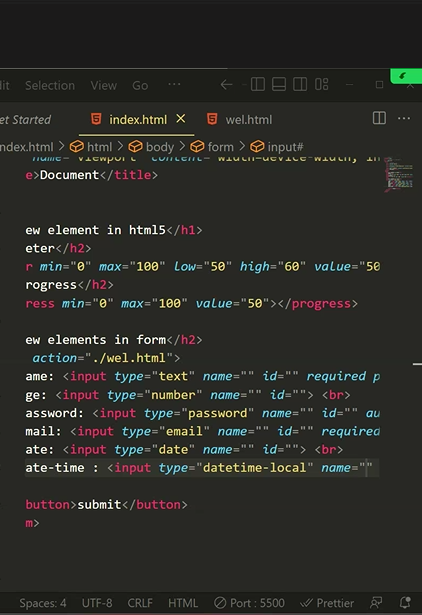 dit Selection View Go ···
et Started index.html wel.html
ndex.html > html > body > form > input#
name="viewport" content="width=device-width, in
e>Document</title>
ew element in html5</h1>
eter</h2>
r min="0" max="100" low="50" high="60" value="50
rogress</h2>
ress min="0" max="100" value="50"></progress>
ew elements in form</h2>
action="./wel.html">
ame: <input type="text" name="" id="" required p
ge: <input type="number" name="" id=""> <br>
assword: <input type="password" name="" id="" au
mail: <input type="email" name="" id="" required
ate: <input type="date" name="" id=""> <br>
ate-time : <input type="datetime-local" name=""
button>submit</button>
m>
Spaces: 4 UTF-8 CRLF HTML Port : 5500 Prettier